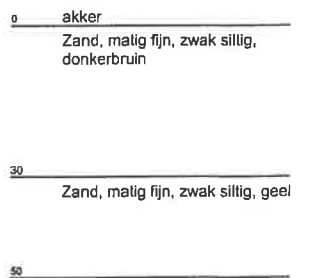 0 akker
Zand, matig fijn, zwak siltig,
donkerbruin
30
Zand, matig fijn, zwak siltig, geel
50